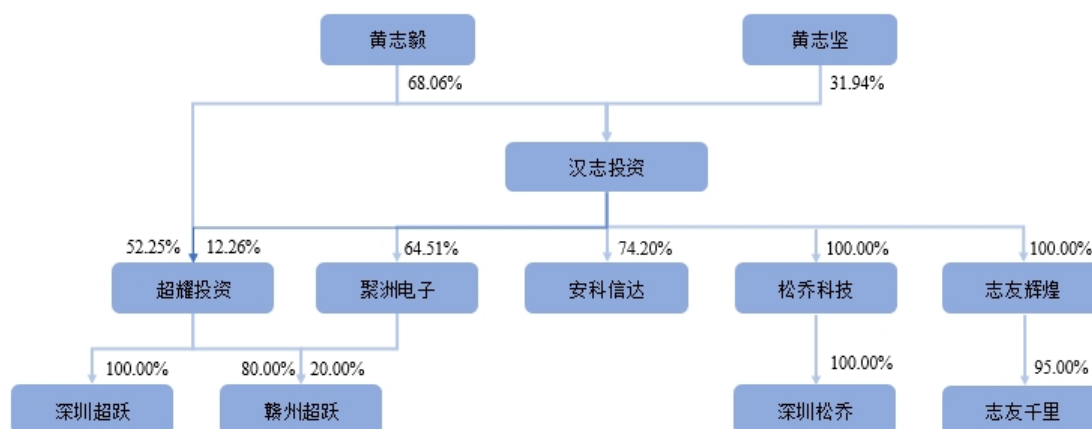 黄志毅
黄志坚
68.06%
31.94%
汉志投资
52.25%
12.26%
64.51%
74.20%
100.00%
100.00%
超耀投资
聚洲电子
安科信达
松乔科技
志友辉煌
100.00%
80.00%
20.00%
100.00%
95.00%
深圳超跃
赣州超跃
深圳松乔
志友千里